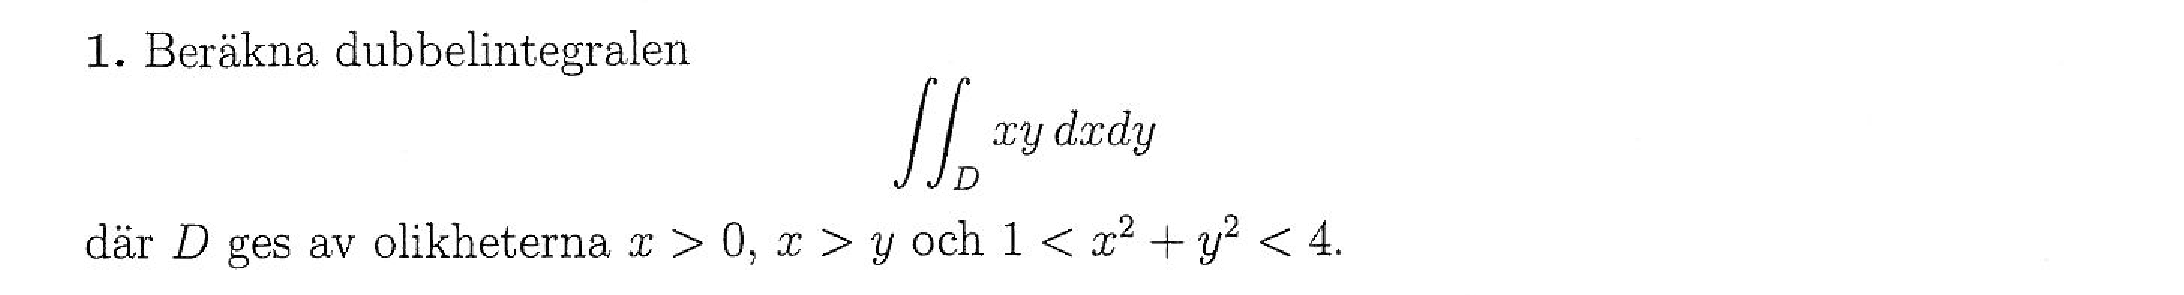 1. Beräkna dubbelintegralen
∬_D xy dxdy
där D ges av olikheterna x > 0, x > y och 1 < x² + y² < 4.